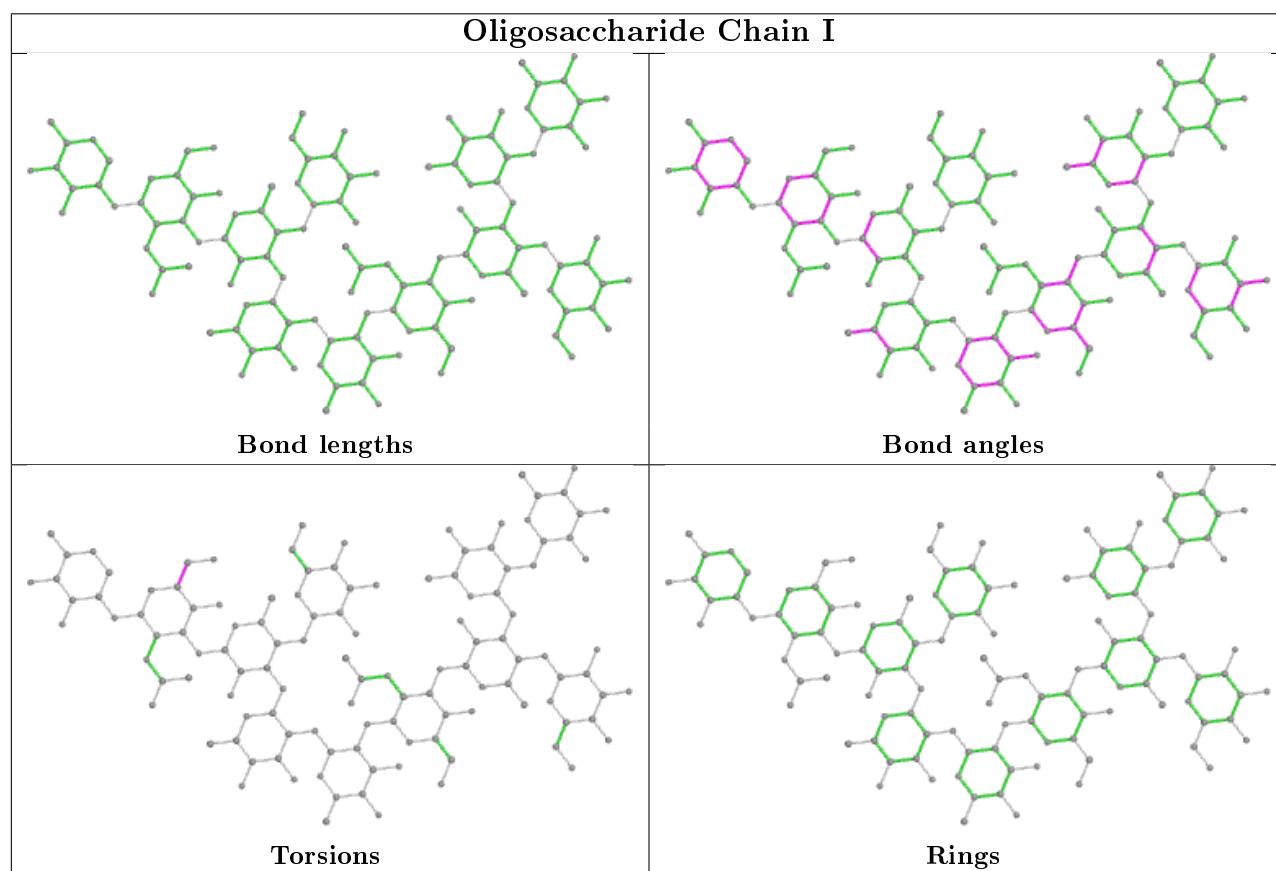 Oligosaccharide Chain I
Bond lengths
Bond angles
Torsions
Rings